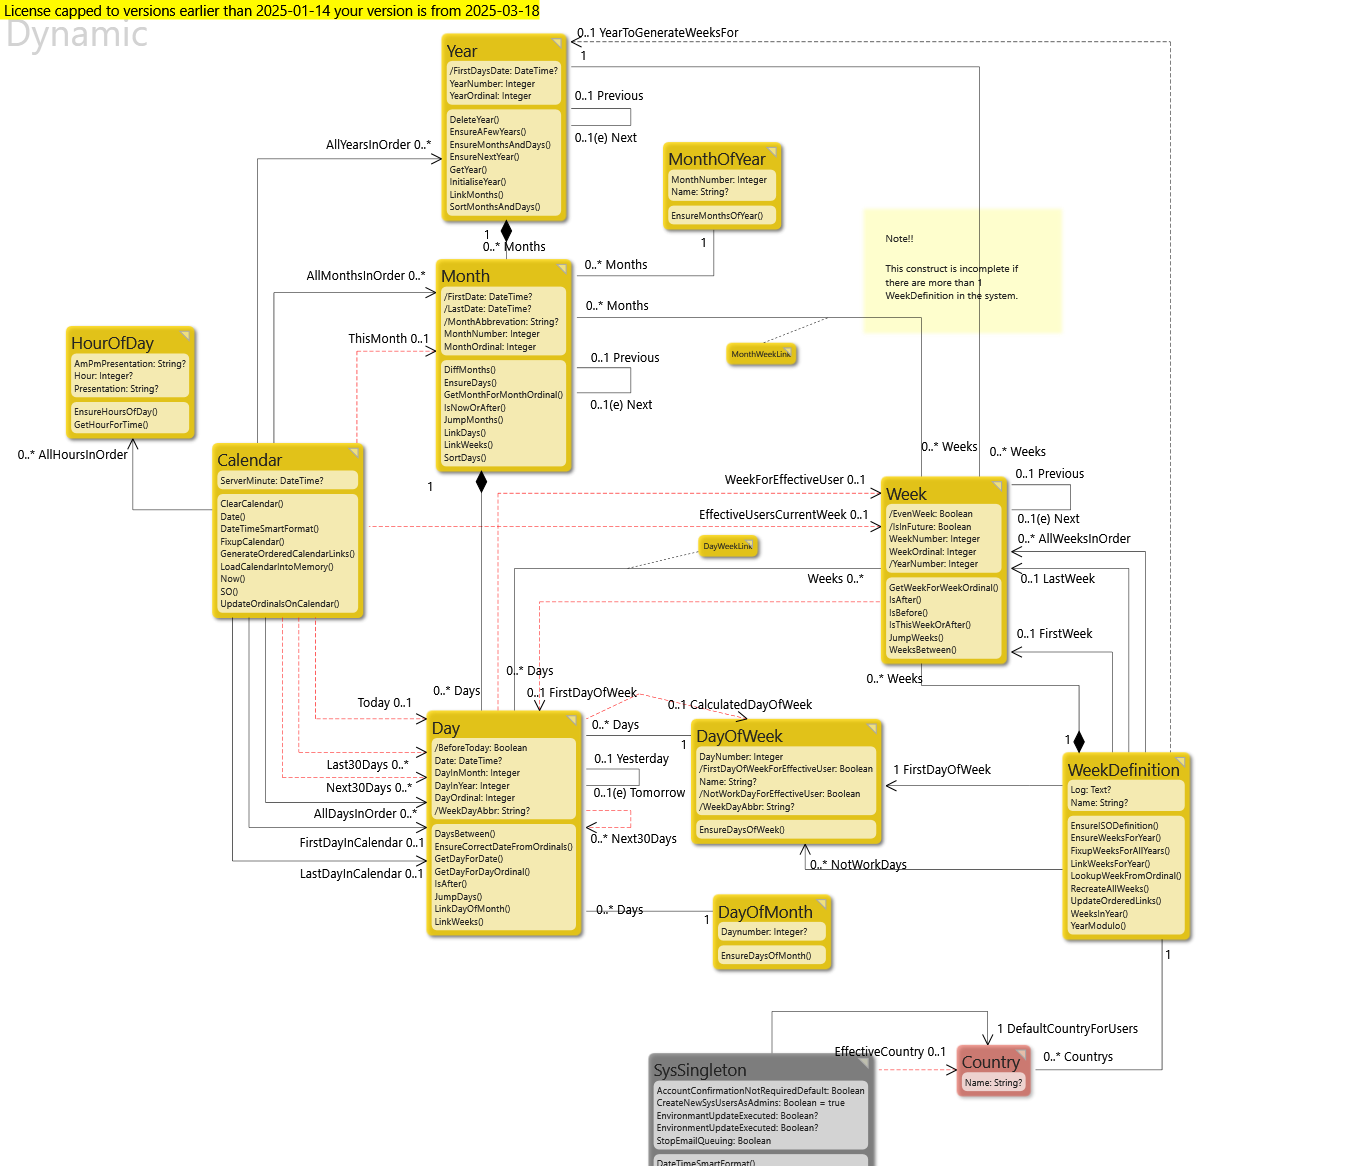 License capped to versions earlier than 2025-01-14 your version is from 2025-03-18
Dynamic
0..1 YearToGenerateWeeksFor
1
Year
/FirstDaysDate: DateTime?
YearNumber: Integer
YearOrdinal: Integer
DeleteYear()
EnsureAFewYears()
EnsureMonthsAndDays()
EnsureNextYear()
GetYear()
InitialiseYear()
LinkMonths()
SortMonthsAndDays()
0..1 Previous
0..1(e) Next
AllYearsInOrder 0..*
1
0..* Months
MonthOfYear
MonthNumber: Integer
Name: String?
EnsureMonthsOfYear()
1
0..* Months
Note!!
This construct is incomplete if
there are more than 1
WeekDefinition in the system.
AllMonthsInOrder 0..*
ThisMonth 0..1
Month
/FirstDate: DateTime?
/LastDate: DateTime?
/MonthAbbrevation: String?
MonthNumber: Integer
MonthOrdinal: Integer
DiffMonths()
EnsureDays()
GetMonthForMonthOrdinal()
IsNowOrAfter()
JumpMonths()
LinkDays()
LinkWeeks()
SortDays()
0..* Months
MonthWeekLink
0..1 Previous
0..1(e) Next
1
HourOfDay
AmPmPresentation: String?
Hour: Integer?
Presentation: String?
EnsureHoursOfDay()
GetHourForTime()
0..* AllHoursInOrder
Calendar
ServerMinute: DateTime?
ClearCalendar()
Date()
DateTimeSmartFormat()
FixupCalendar()
GenerateOrderedCalendarLinks()
LoadCalendarIntoMemory()
Now()
SO()
UpdateOrdinalsOnCalendar()
0..* Weeks
0..* Weeks
WeekForEffectiveUser 0..1
EffectiveUsersCurrentWeek 0..1
DayWeekLink
Weeks 0..*
Week
/EvenWeek: Boolean
/IsInFuture: Boolean
WeekNumber: Integer
WeekOrdinal: Integer
/YearNumber: Integer
GetWeekForWeekOrdinal()
IsAfter()
IsBefore()
IsThisWeekOrAfter()
JumpWeeks()
WeeksBetween()
0..1 Previous
0..1(e) Next
0..* AllWeeksInOrder
0..1 LastWeek
0..1 FirstWeek
0..* Weeks
1
0..* Days
0..* Days
0..1 FirstDayOfWeek
0..1 CalculatedDayOfWeek
Today 0..1
Last30Days 0..*
Next30Days 0..*
AllDaysInOrder 0..*
FirstDayInCalendar 0..1
LastDayInCalendar 0..1
Day
/BeforeToday: Boolean
Date: DateTime?
DayInMonth: Integer
DayInYear: Integer
DayOrdinal: Integer
/WeekDayAbbr: String?
DaysBetween()
EnsureCorrectDateFromOrdinals()
GetDayForDate()
GetDayForDayOrdinal()
IsAfter()
JumpDays()
LinkDayOfMonth()
LinkWeeks()
0..* Days
1
0..1 Yesterday
0..1(e) Tomorrow
0..* Next30Days
DayOfWeek
DayNumber: Integer
/FirstDayOfWeekForEffectiveUser: Boolean
Name: String?
/NotWorkDayForEffectiveUser: Boolean
/WeekDayAbbr: String?
EnsureDaysOfWeek()
1 FirstDayOfWeek
0..* NotWorkDays
WeekDefinition
Log: Text?
Name: String?
EnsureISODefinition()
EnsureWeeksForYear()
FixupWeeksForAllYears()
LinkWeeksForYear()
LookupWeekFromOrdinal()
RecreateAllWeeks()
UpdateOrderedLinks()
WeeksInYear()
YearModulo()
1
0..* Days
1
DayOfMonth
Daynumber: Integer?
EnsureDaysOfMonth()
1 DefaultCountryForUsers
EffectiveCountry 0..1
Country
Name: String?
0..* Countrys
SysSingleton
AccountConfirmationNotRequiredDefault: Boolean
CreateNewSysUsersAsAdmins: Boolean = true
EnvironmantUpdateExecuted: Boolean?
EnvironmentUpdateExecuted: Boolean?
StopEmailQueuing: Boolean
DateTimeSmartFormat()